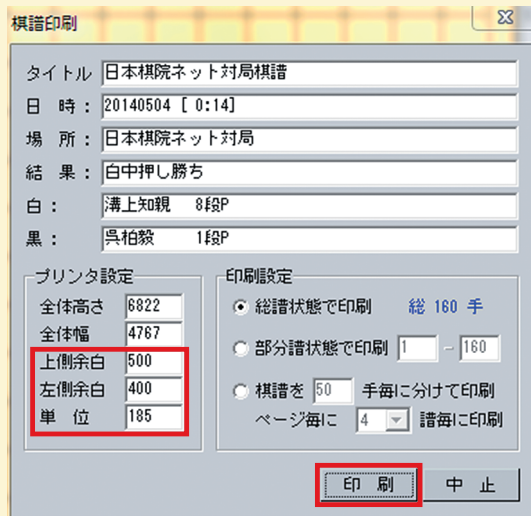 棋譜印刷
タイトル 日本棋院ネット対局棋譜
日 時： 20140504 [ 0:14]
場 所： 日本棋院ネット対局
結 果： 白中押し勝ち
白： 溝上知親 8段P
黒： 呉柏毅 1段P
プリンタ設定
全体高さ 6822
全体幅 4767
上側余白 500
左側余白 400
単 位 185
印刷設定
総譜状態で印刷 総 160 手
部分譜状態で印刷 1 ~ 160
棋譜を 50 手毎に分けて印刷
ページ毎に 4 譜毎に印刷
印 刷 中 止